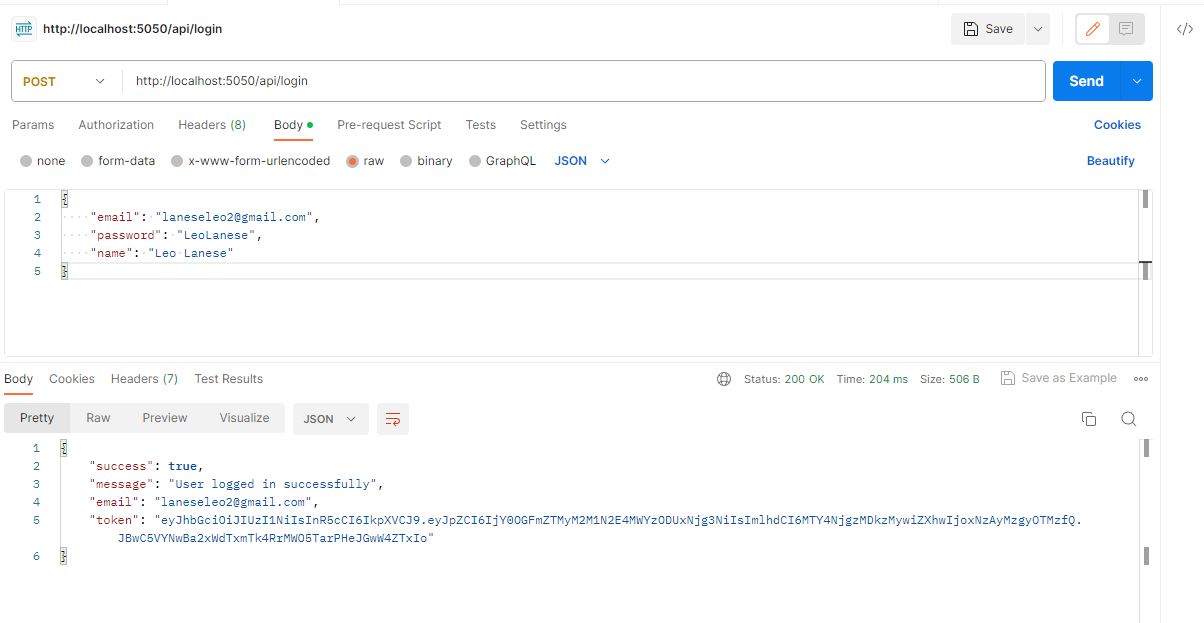 HTTP http://localhost:5050/api/login Save
POST http://localhost:5050/api/login Send
Params Authorization Headers (8) Body Pre-request Script Tests Settings Cookies
none form-data x-www-form-urlencoded raw binary GraphQL JSON Beautify
1 {
2 "email": "laneseleo2@gmail.com",
3 "password": "LeoLanese",
4 "name": "Leo Lanese"
5 }
Body Cookies Headers (7) Test Results Status: 200 OK Time: 204 ms Size: 506 B Save as Example
Pretty Raw Preview Visualize JSON
1 {
2 "success": true,
3 "message": "User logged in successfully",
4 "email": "laneseleo2@gmail.com",
5 "token": "eyJhbGciOiJIUzI1NiIsInR5cCI6IkpXVCJ9.eyJpZCI6IjY0OGFmZTMyM2M1N2E4MWYzODUxNjg3NiIsImlhdCI6MTY4NjgzMDkzMywiZXhwIjoxNzAyMzgyOTMzfQ.
JBwC5VYNwBa2xWdTxmTk4RrMWO5TarPHeJGwW4ZTxIo"
6 }